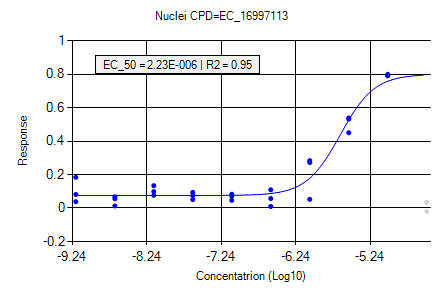 Nuclei CPD=EC_16997113
EC_50 = 2.23E-006 | R2 = 0.95
1
0.8
0.6
0.4
0.2
0
-0.2
Response
-9.24 -8.24 -7.24 -6.24 -5.24
Concentatrion (Log10)